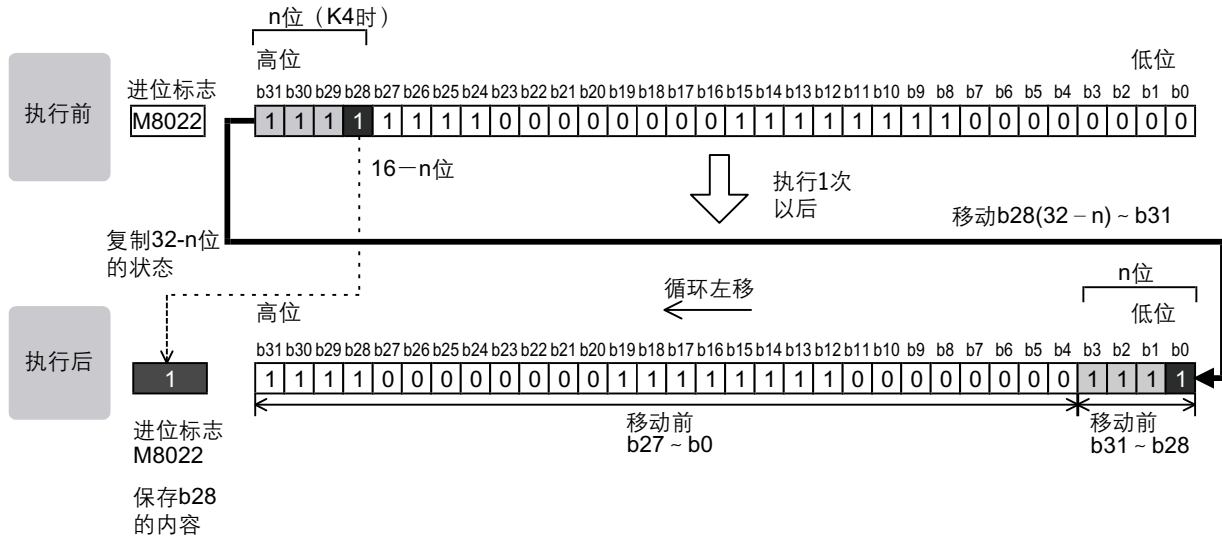 n位（K4时）
高位 低位
执行前
进位标志
b31 b30 b29 b28 b27 b26 b25 b24 b23 b22 b21 b20 b19 b18 b17 b16 b15 b14 b13 b12 b11 b10 b9 b8 b7 b6 b5 b4 b3 b2 b1 b0
M8022 1 1 1 1 1 1 1 1 0 0 0 0 0 0 0 0 1 1 1 1 1 1 1 1 0 0 0 0 0 0 0 0
16－n位
执行1次
以后
移动b28(32－n)~b31
复制32-n位
的状态
n位
循环左移
高位 低位
执行后
b31 b30 b29 b28 b27 b26 b25 b24 b23 b22 b21 b20 b19 b18 b17 b16 b15 b14 b13 b12 b11 b10 b9 b8 b7 b6 b5 b4 b3 b2 b1 b0
1 1 1 1 1 0 0 0 0 0 0 0 0 1 1 1 1 1 1 1 1 0 0 0 0 0 0 0 0 1 1 1 1
移动前
b27~b0
移动前
b31~b28
进位标志
M8022
保存b28
的内容